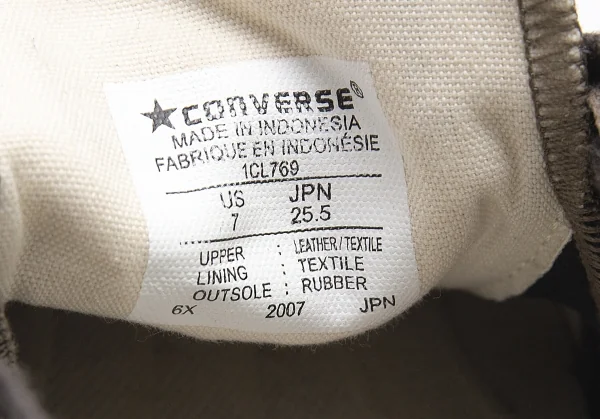 ★CONVERSE®
MADE IN INDONESIA
FABRIQUE EN INDONÉSIE
1CL769
US JPN
7 25.5
UPPER : LEATHER/TEXTILE
LINING : TEXTILE
OUTSOLE : RUBBER
6X 2007 JPN